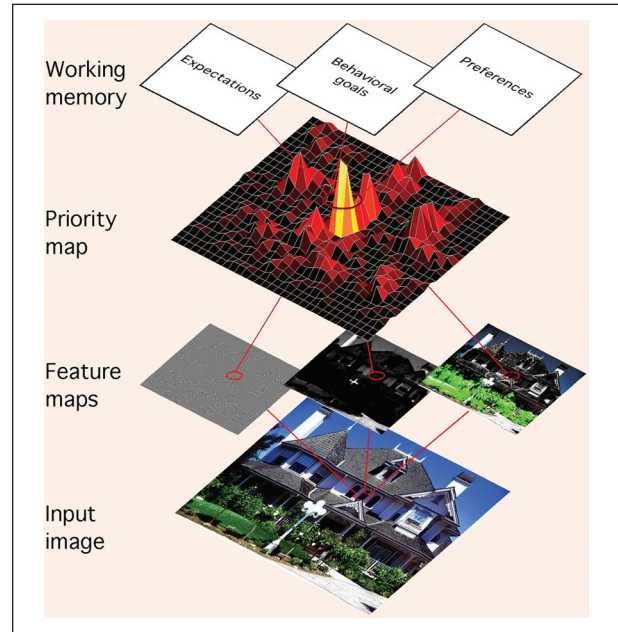 Working
memory
Expectations
Behavioral
goals
Preferences
Priority
map
Feature
maps
Input
image